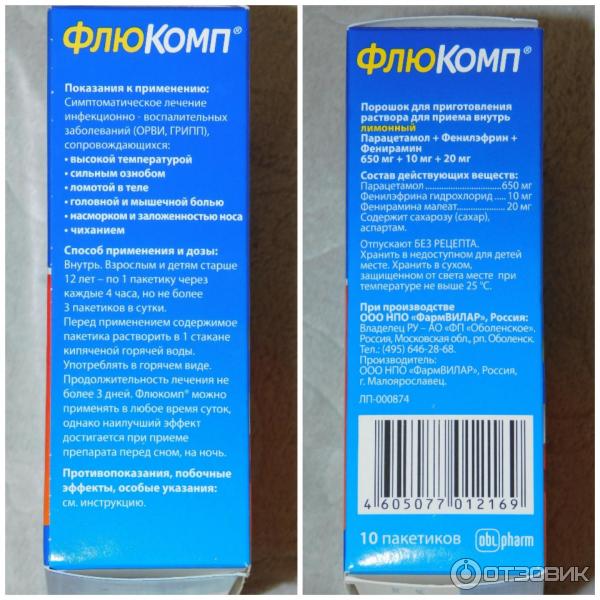 ФЛЮКОМП®
Показания к применению:
Симптоматическое лечение
инфекционно - воспалительных
заболеваний (ОРВИ, ГРИПП),
сопровождающихся:
• высокой температурой
• сильным ознобом
• ломотой в теле
• головной и мышечной болью
• насморком и заложенностью носа
• чиханием
Способ применения и дозы:
Внутрь. Взрослым и детям старше
12 лет – по 1 пакетику через
каждые 4 часа, но не более
3 пакетиков в сутки.
Перед применением содержимое
пакетика растворить в 1 стакане
кипяченой горячей воды.
Употреблять в горячем виде.
Продолжительность лечения не
более 3 дней. Флюкомп® можно
применять в любое время суток,
однако наилучший эффект
достигается при приеме
препарата перед сном, на ночь.
Противопоказания, побочные
эффекты, особые указания:
см. инструкцию.
ФЛЮКОМП®
Порошок для приготовления
раствора для приема внутрь
лимонный
Парацетамол + Фенилэфрин +
Фенирамин
650 мг + 10 мг + 20 мг
Состав действующих веществ:
Парацетамол ..................... 650 мг
Фенилэфрина гидрохлорид .... 10 мг
Фенирамина малеат ............. 20 мг
Содержит сахарозу (сахар),
аспартам.
Отпускают БЕЗ РЕЦЕПТА.
Хранить в недоступном для детей
месте. Хранить в сухом,
защищенном от света месте при
температуре не выше 25 °С.
При производстве
ООО НПО «ФармВИЛАР», Россия:
Владелец РУ – АО «ФП «Оболенское»,
Россия, Московская обл., рп. Оболенск.
Тел.: (495) 646-28-68.
Производитель:
ООО НПО «ФармВИЛАР», Россия,
г. Малоярославец.
ЛП-000874
4 605077 012169
10 пакетиков
obl pharm
ОТЗОВИК